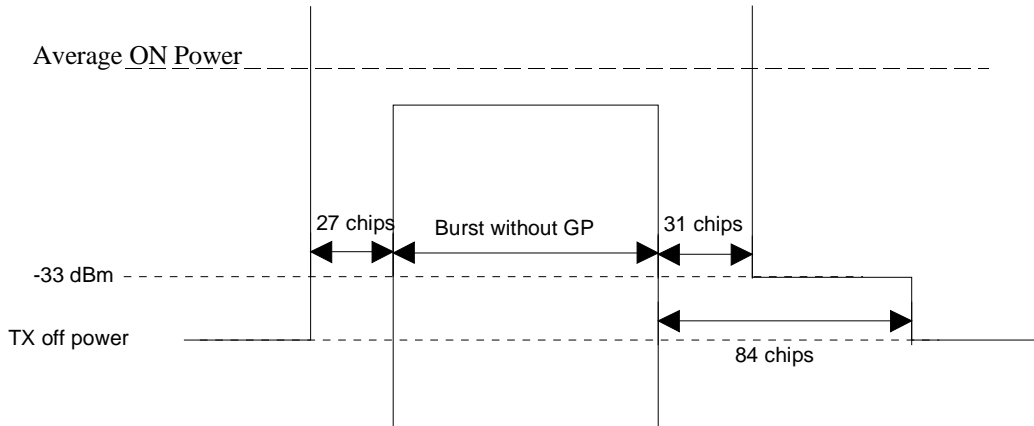 Average ON Power
27 chips
Burst without GP
31 chips
-33 dBm
TX off power
84 chips